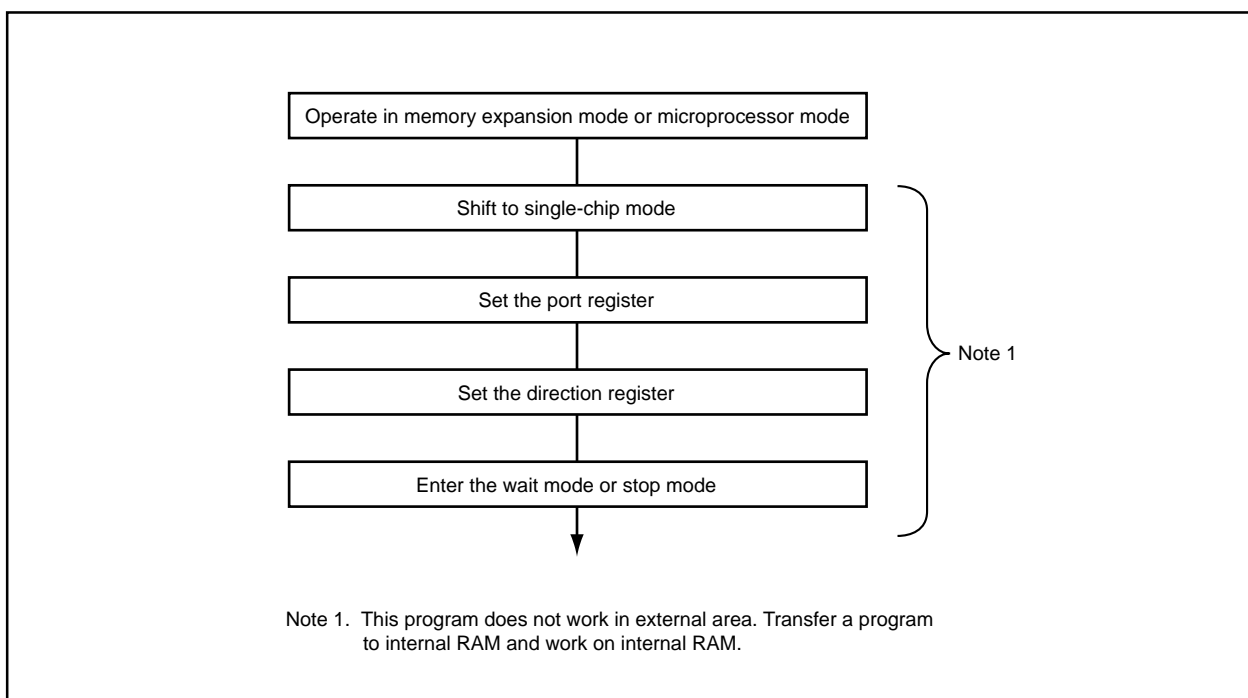 Operate in memory expansion mode or microprocessor mode
Shift to single-chip mode
Set the port register
Set the direction register
Enter the wait mode or stop mode
Note 1
Note 1. This program does not work in external area. Transfer a program
to internal RAM and work on internal RAM.